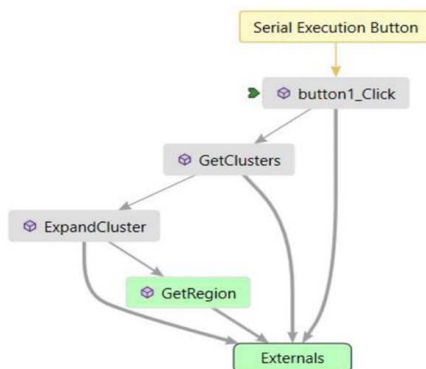 Serial Execution Button
button1_Click
GetClusters
ExpandCluster
GetRegion
Externals